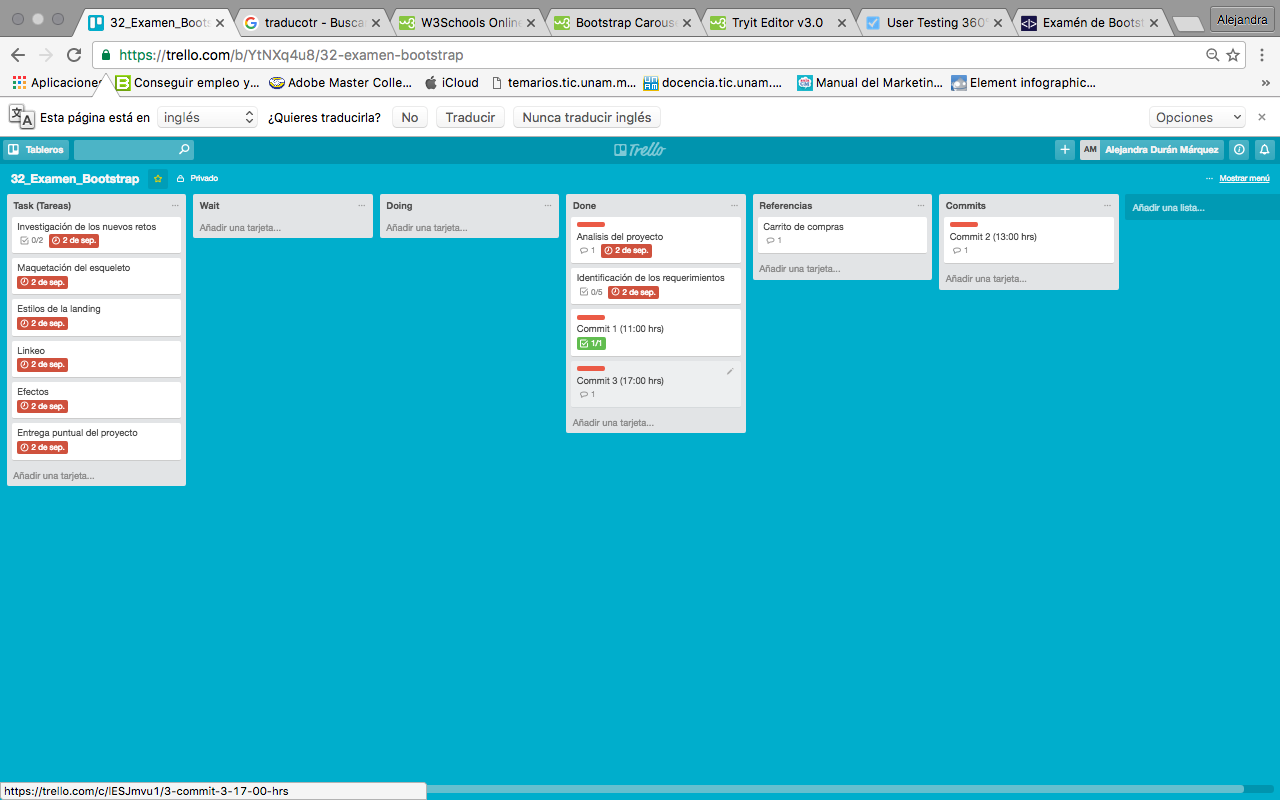 32_Examen_Boots
traducotr - Busca
W3Schools Online
Bootstrap Carouse
Tryit Editor v3.0
User Testing 360°
Examén de Boots
Alejandra
https://trello.com/b/YtNXq4u8/32-examen-bootstrap
Aplicaciones
Conseguir empleo y...
Adobe Master Colle...
iCloud
temarios.tic.unam.m...
docencia.tic.unam....
Manual del Marketin...
Element infographic...
»
Esta página está en
inglés
¿Quieres traducirla?
No
Traducir
Nunca traducir inglés
Opciones
Tableros
Trello
AM
Alejandra Durán Márquez
32_Examen_Bootstrap
Privado
... Mostrar menú
Task (Tareas)
Investigación de los nuevos retos
0/2 2 de sep.
Maquetación del esqueleto
2 de sep.
Estilos de la landing
2 de sep.
Linkeo
2 de sep.
Efectos
2 de sep.
Entrega puntual del proyecto
2 de sep.
Añadir una tarjeta...
Wait
Añadir una tarjeta...
Doing
Añadir una tarjeta...
Done
Analisis del proyecto
1 2 de sep.
Identificación de los requerimientos
0/5 2 de sep.
Commit 1 (11:00 hrs)
1/1
Commit 3 (17:00 hrs)
1
Añadir una tarjeta...
Referencias
Carrito de compras
1
Añadir una tarjeta...
Commits
Commit 2 (13:00 hrs)
1
Añadir una tarjeta...
Añadir una lista...
https://trello.com/c/lESJmvu1/3-commit-3-17-00-hrs